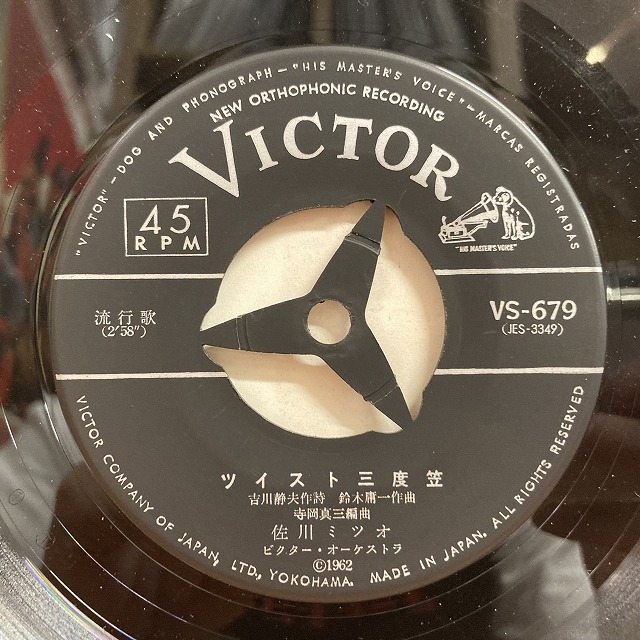 "VICTOR" – DOG AND PHONOGRAPH – "HIS MASTER'S VOICE" – MARCAS REGISTRADAS
NEW ORTHOPHONIC RECORDING
VICTOR
45
RPM
"HIS MASTER'S VOICE"
流行歌
(2'58")
VS-679
(JES-3349)
ツイスト三度笠
吉川静夫作詩 鈴木庸一作曲
寺岡真三編曲
佐川ミツオ
ビクター・オーケストラ
©1962
VICTOR COMPANY OF JAPAN, LTD., YOKOHAMA. MADE IN JAPAN. ALL RIGHTS RESERVED.